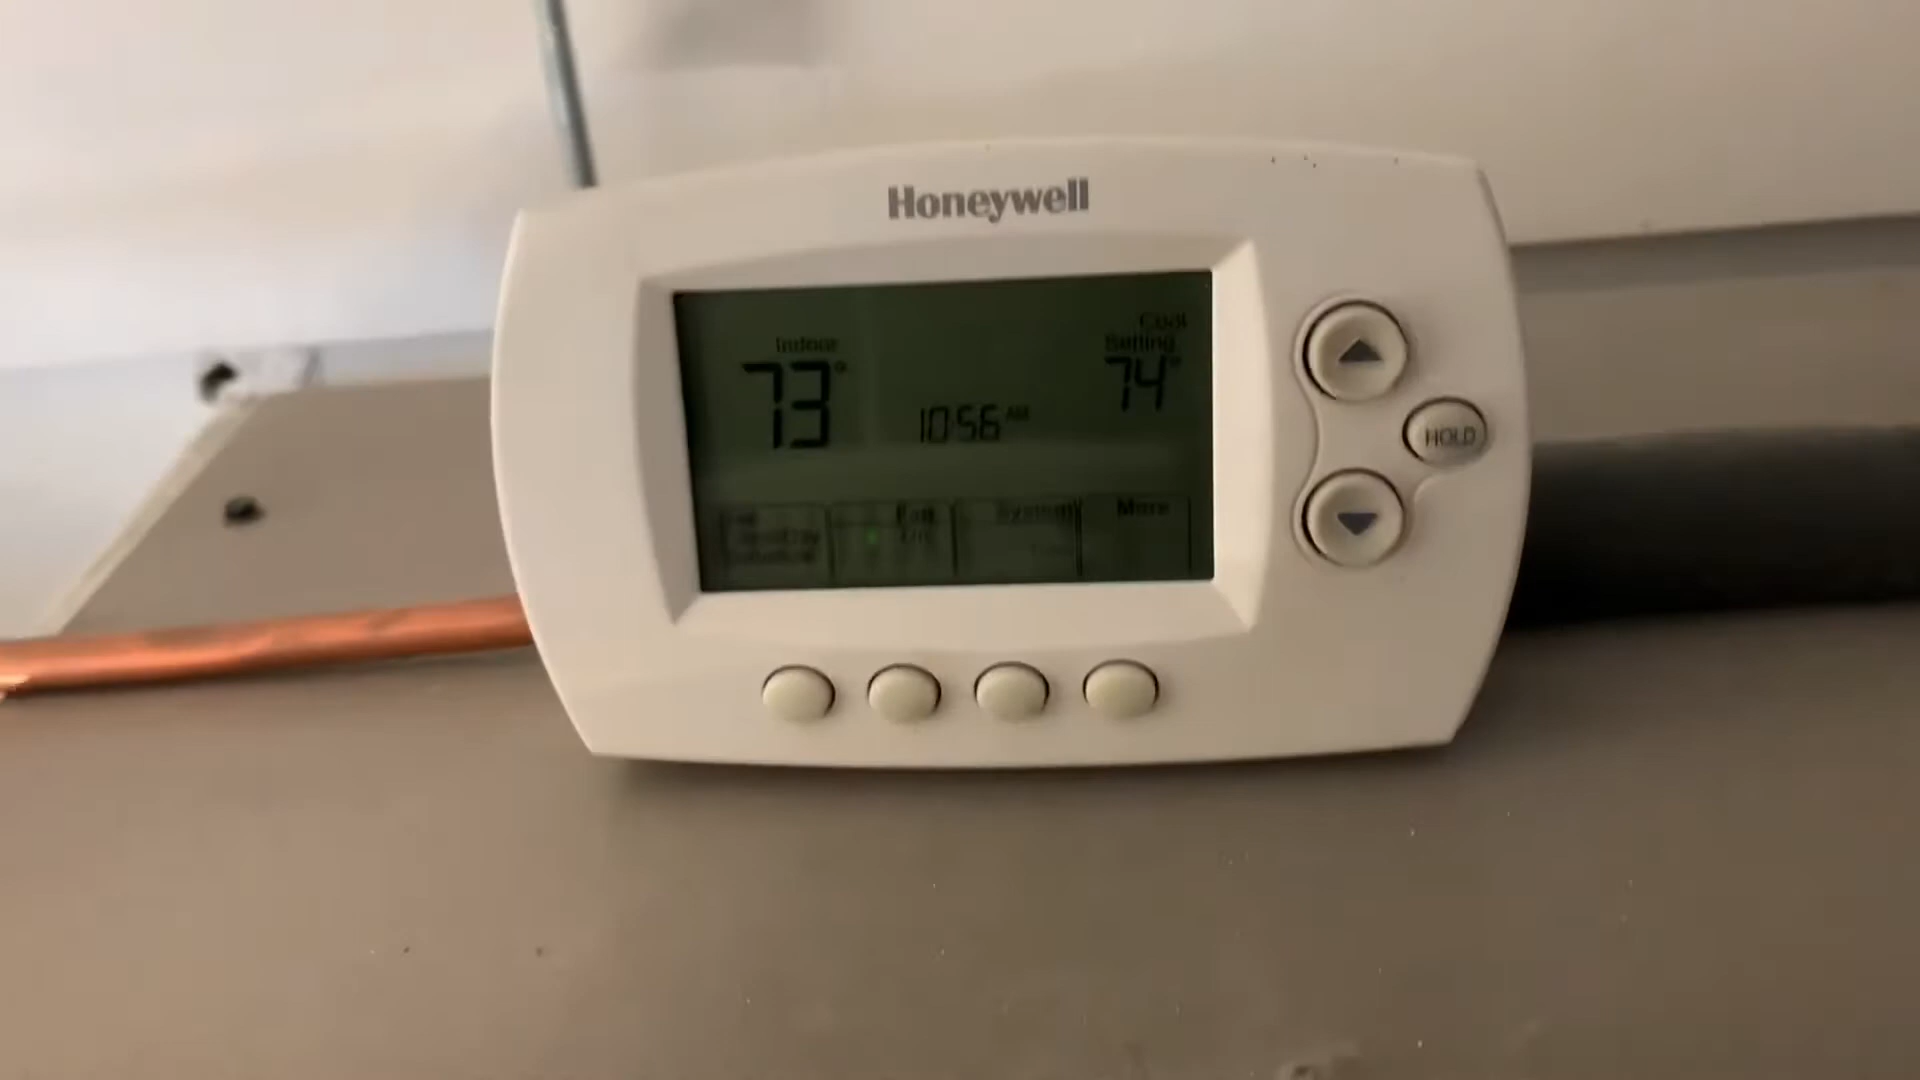 Honeywell
Cool
Indoor Setting
73° 74°
10:56 AM
Fan System More
HOLD